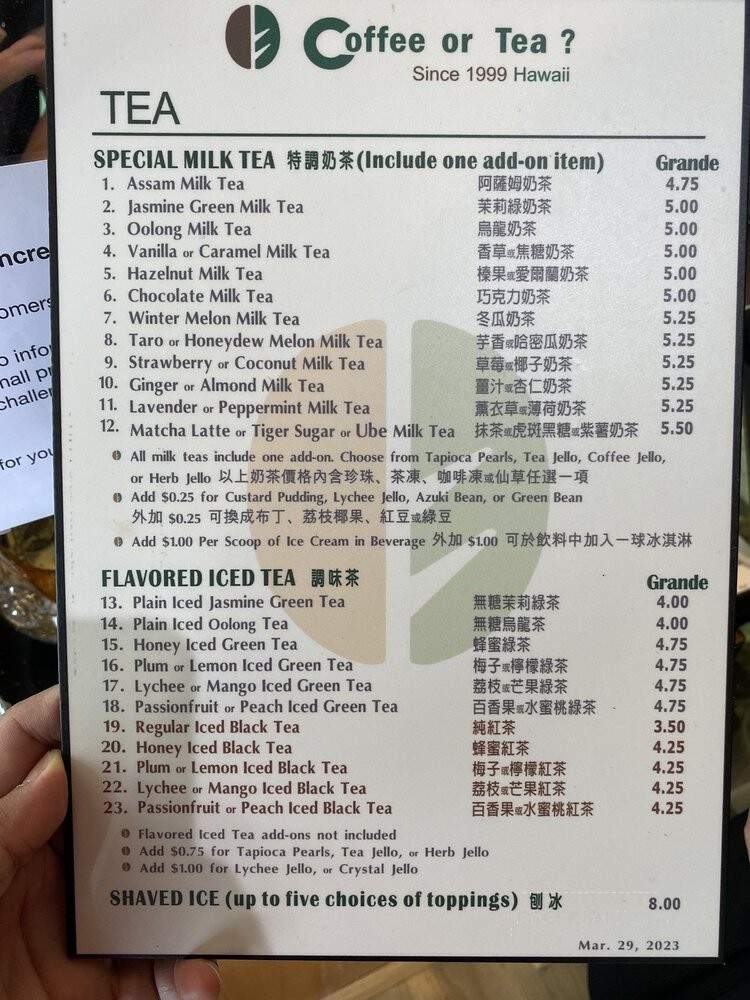 Coffee or Tea ?
Since 1999 Hawaii
TEA
SPECIAL MILK TEA 特調奶茶(Include one add-on item) Grande
1. Assam Milk Tea 阿薩姆奶茶 4.75
2. Jasmine Green Milk Tea 茉莉綠奶茶 5.00
3. Oolong Milk Tea 烏龍奶茶 5.00
4. Vanilla or Caramel Milk Tea 香草或焦糖奶茶 5.00
5. Hazelnut Milk Tea 榛果或愛爾蘭奶茶 5.00
6. Chocolate Milk Tea 巧克力奶茶 5.00
7. Winter Melon Milk Tea 冬瓜奶茶 5.25
8. Taro or Honeydew Melon Milk Tea 芋香或哈密瓜奶茶 5.25
9. Strawberry or Coconut Milk Tea 草莓或椰子奶茶 5.25
10. Ginger or Almond Milk Tea 薑汁或杏仁奶茶 5.25
11. Lavender or Peppermint Milk Tea 薰衣草或薄荷奶茶 5.25
12. Matcha Latte or Tiger Sugar or Ube Milk Tea 抹茶或虎斑黑糖或紫薯奶茶 5.50
All milk teas include one add-on. Choose from Tapioca Pearls, Tea Jello, Coffee Jello,
or Herb Jello 以上奶茶價格內含珍珠、茶凍、咖啡凍或仙草任選一項
Add $0.25 for Custard Pudding, Lychee Jello, Azuki Bean, or Green Bean
外加 $0.25 可換成布丁、荔枝椰果、紅豆或綠豆
Add $1.00 Per Scoop of Ice Cream in Beverage 外加 $1.00 可於飲料中加入一球冰淇淋
FLAVORED ICED TEA 調味茶 Grande
13. Plain Iced Jasmine Green Tea 無糖茉莉綠茶 4.00
14. Plain Iced Oolong Tea 無糖烏龍茶 4.00
15. Honey Iced Green Tea 蜂蜜綠茶 4.75
16. Plum or Lemon Iced Green Tea 梅子或檸檬綠茶 4.75
17. Lychee or Mango Iced Green Tea 荔枝或芒果綠茶 4.75
18. Passionfruit or Peach Iced Green Tea 百香果或水蜜桃綠茶 4.75
19. Regular Iced Black Tea 純紅茶 3.50
20. Honey Iced Black Tea 蜂蜜紅茶 4.25
21. Plum or Lemon Iced Black Tea 梅子或檸檬紅茶 4.25
22. Lychee or Mango Iced Black Tea 荔枝或芒果紅茶 4.25
23. Passionfruit or Peach Iced Black Tea 百香果或水蜜桃紅茶 4.25
Flavored Iced Tea add-ons not included
Add $0.75 for Tapioca Pearls, Tea Jello, or Herb Jello
Add $1.00 for Lychee Jello, or Crystal Jello
SHAVED ICE (up to five choices of toppings) 刨冰 8.00
Mar. 29, 2023
ncre
omers
o info
mall pr
challen
for you